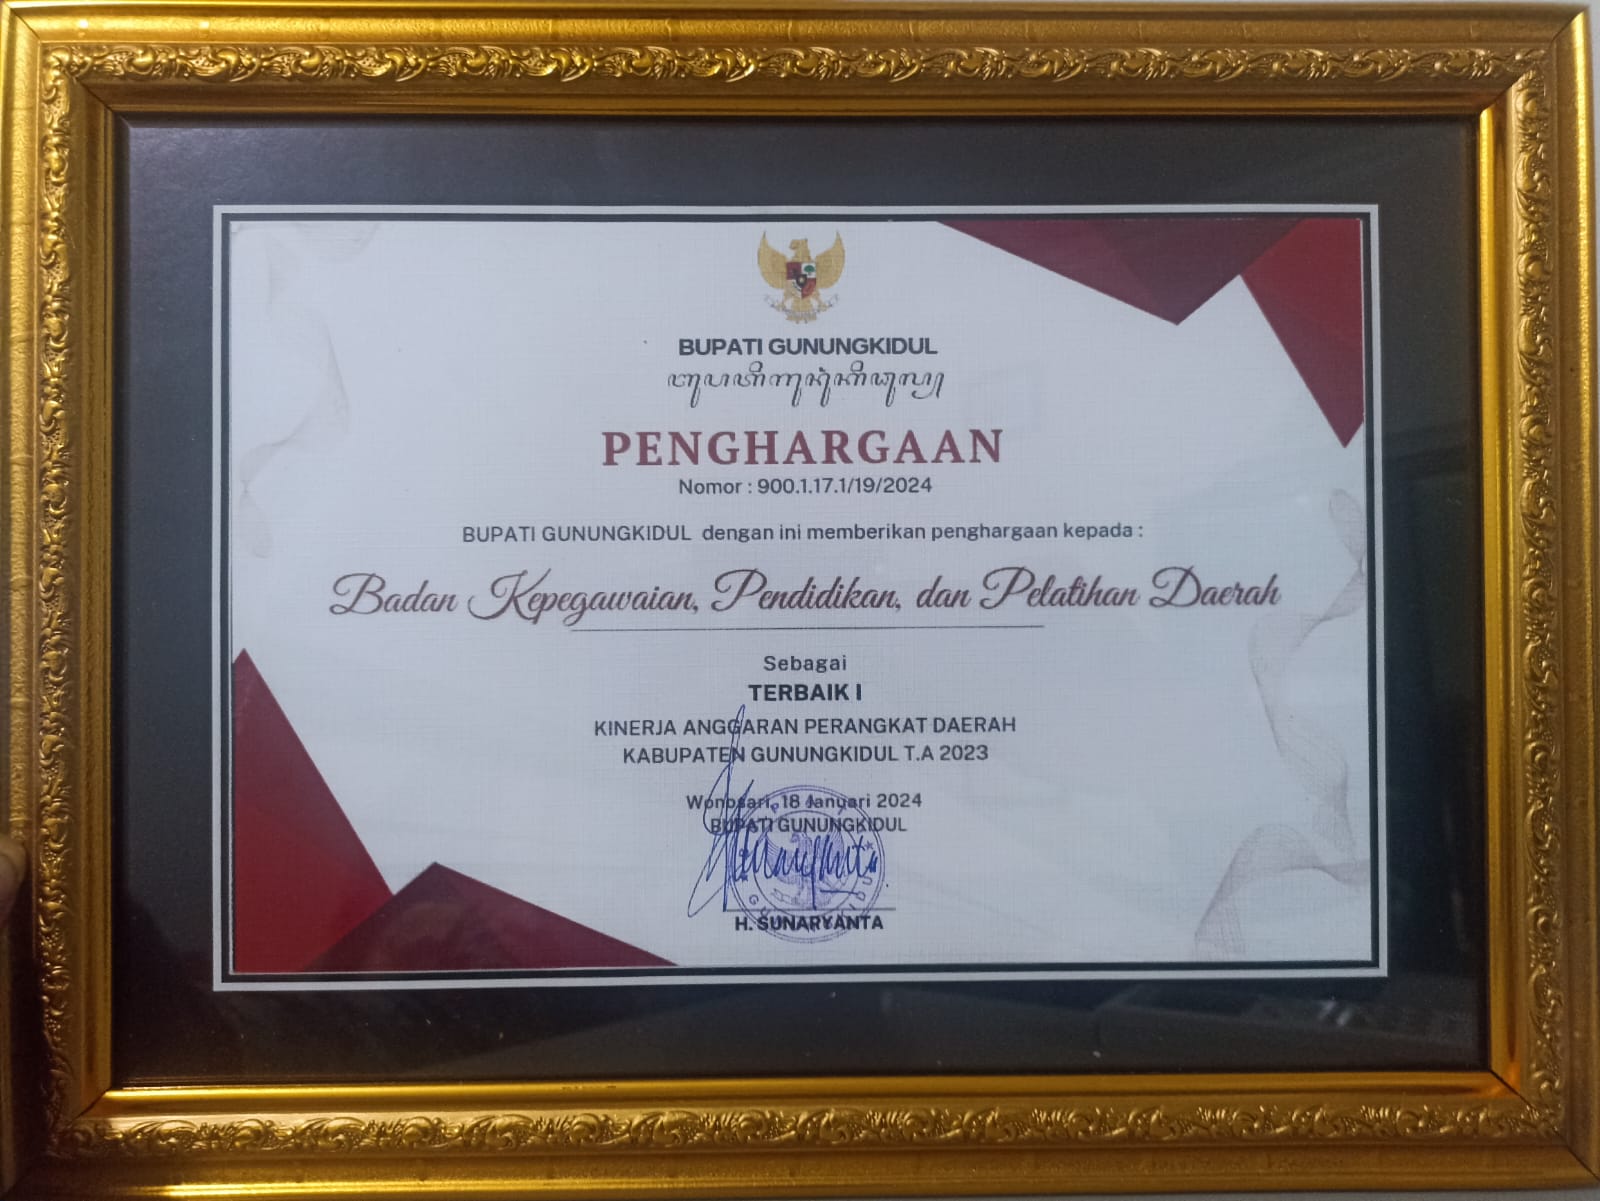 BUPATI GUNUNGKIDUL
ꦧꦸꦥꦠꦶꦒꦸꦤꦸꦁꦏꦶꦢꦸꦭ꧀
PENGHARGAAN
Nomor : 900.1.17.1/19/2024
BUPATI GUNUNGKIDUL dengan ini memberikan penghargaan kepada :
Badan Kepegawaian, Pendidikan, dan Pelatihan Daerah
Sebagai
TERBAIK I
KINERJA ANGGARAN PERANGKAT DAERAH
KABUPATEN GUNUNGKIDUL T.A 2023
Wonosari, 18 Januari 2024
BUPATI GUNUNGKIDUL
H. SUNARYANTA